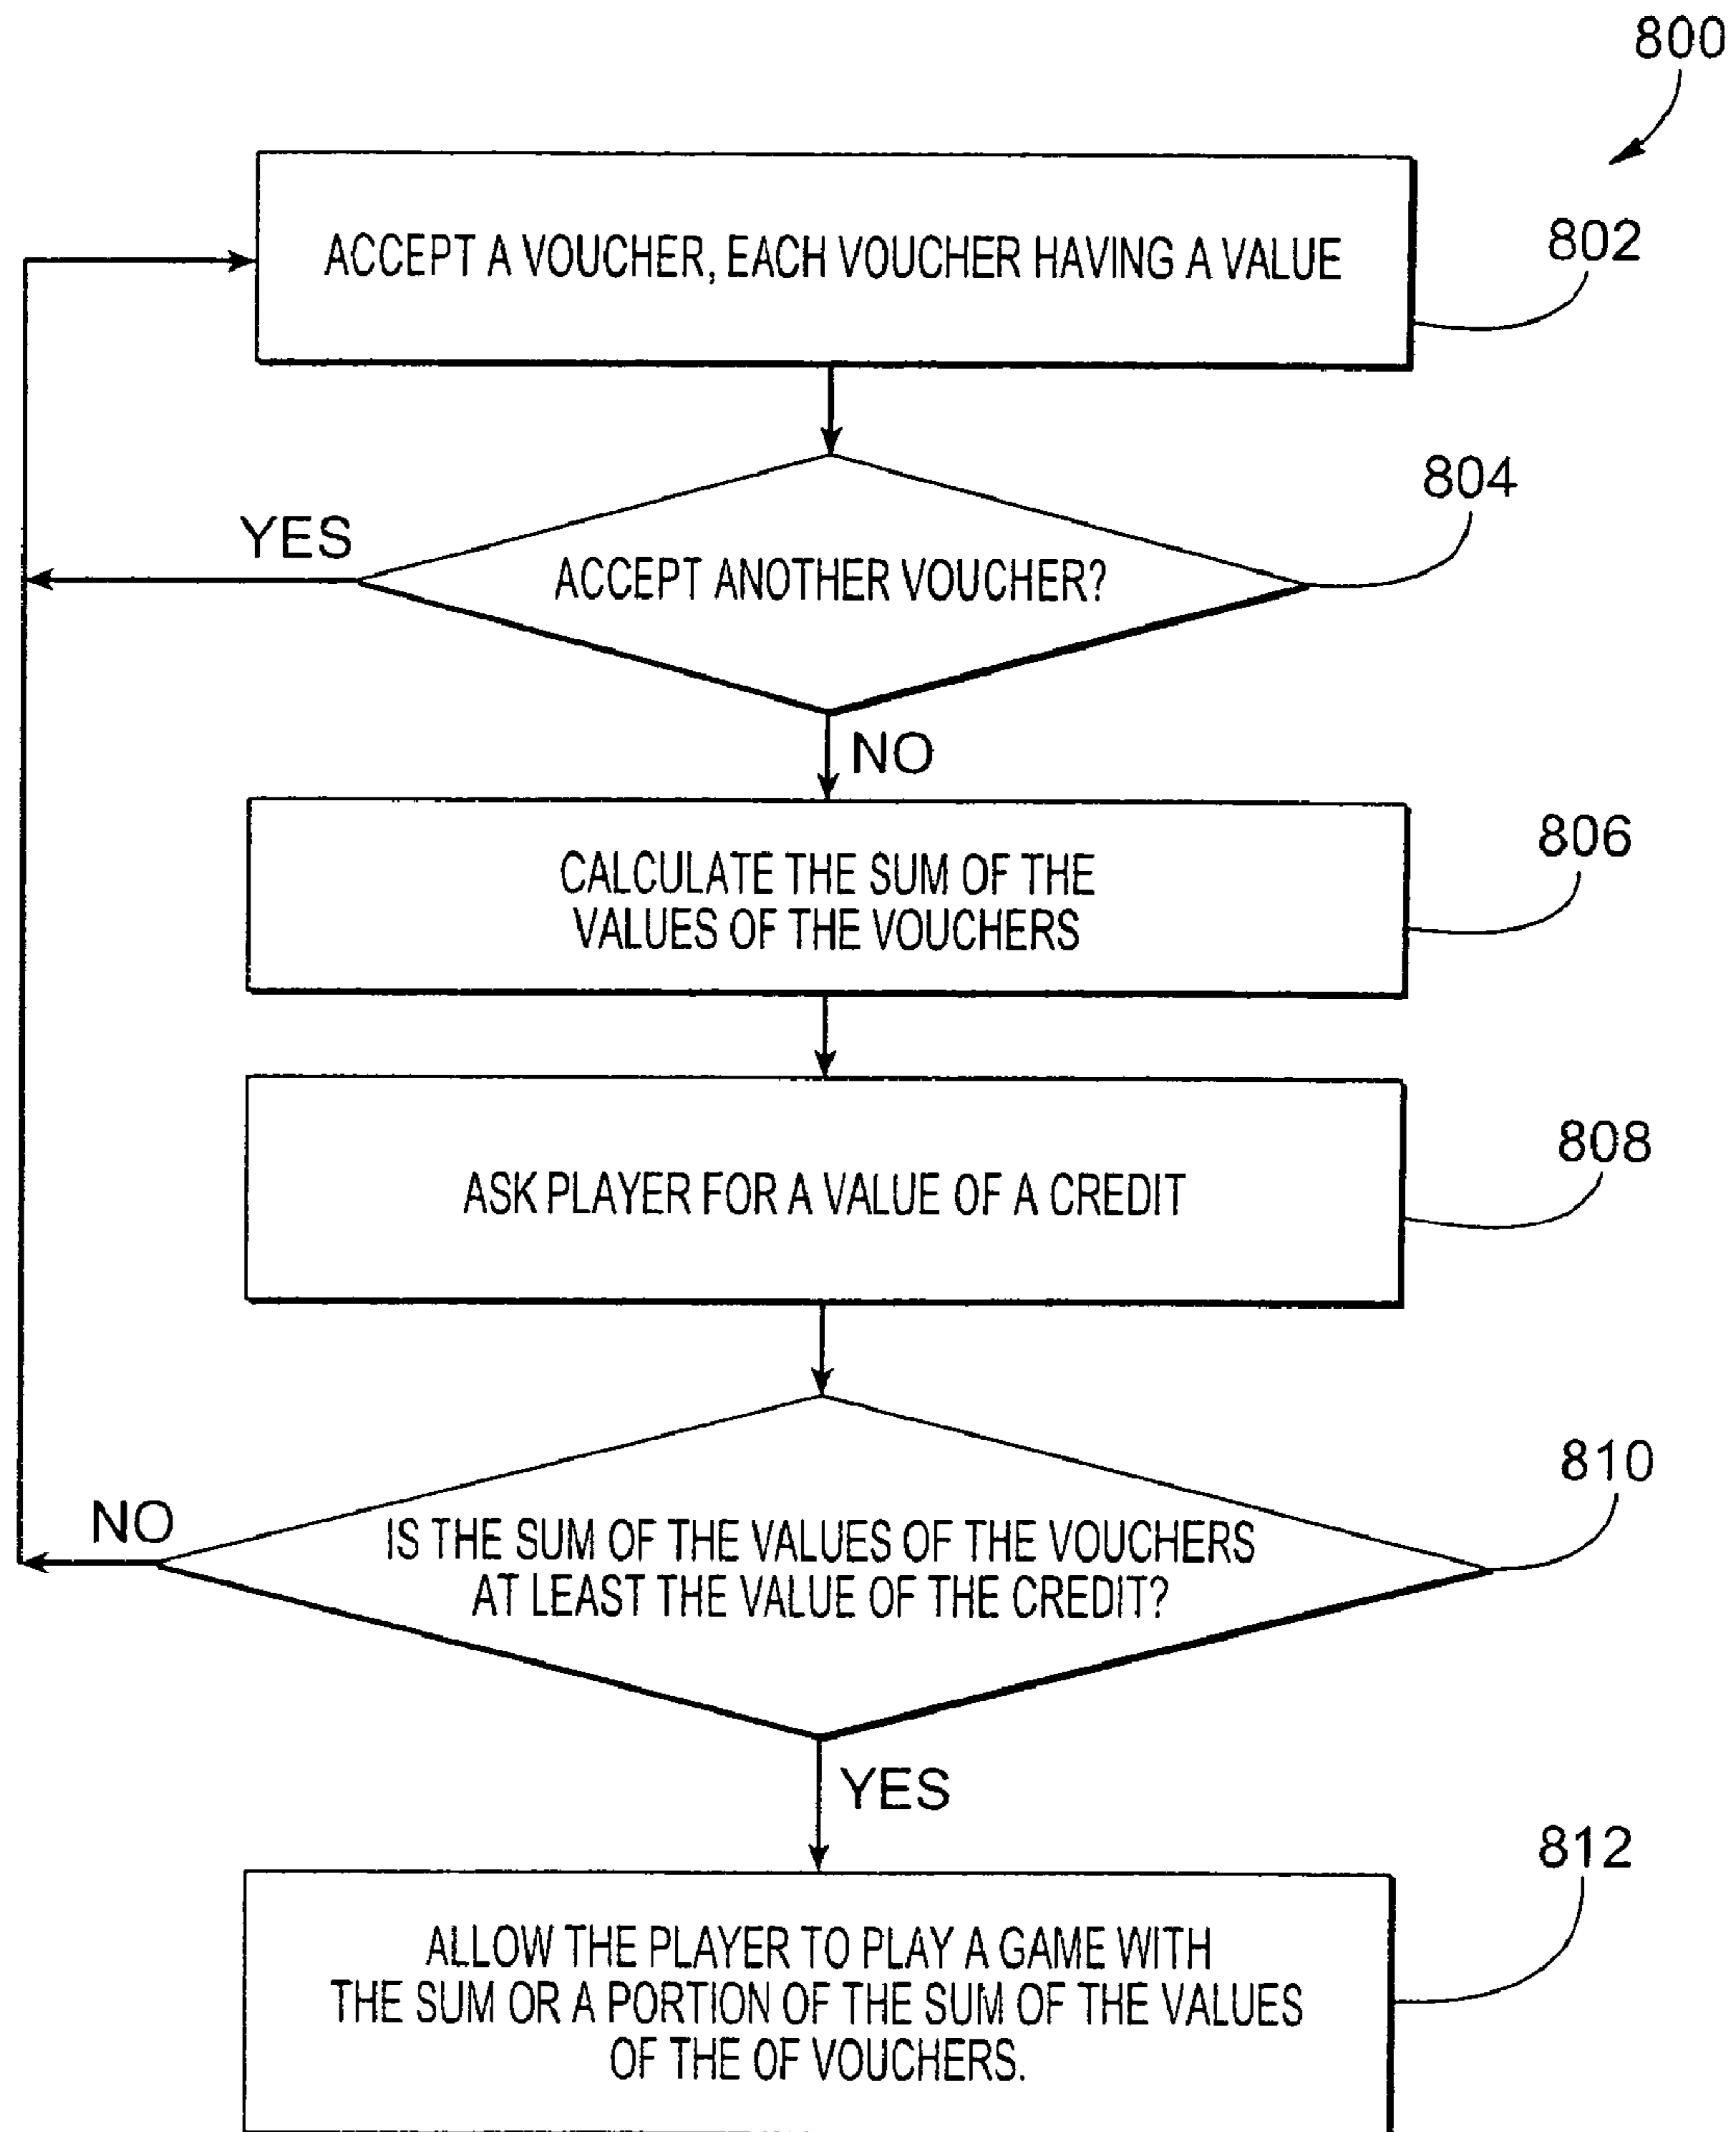 800
ACCEPT A VOUCHER, EACH VOUCHER HAVING A VALUE
802
804
YES
ACCEPT ANOTHER VOUCHER?
NO
806
CALCULATE THE SUM OF THE
VALUES OF THE VOUCHERS
808
ASK PLAYER FOR A VALUE OF A CREDIT
810
NO
IS THE SUM OF THE VALUES OF THE VOUCHERS
AT LEAST THE VALUE OF THE CREDIT?
YES
812
ALLOW THE PLAYER TO PLAY A GAME WITH
THE SUM OR A PORTION OF THE SUM OF THE VALUES
OF THE OF VOUCHERS.